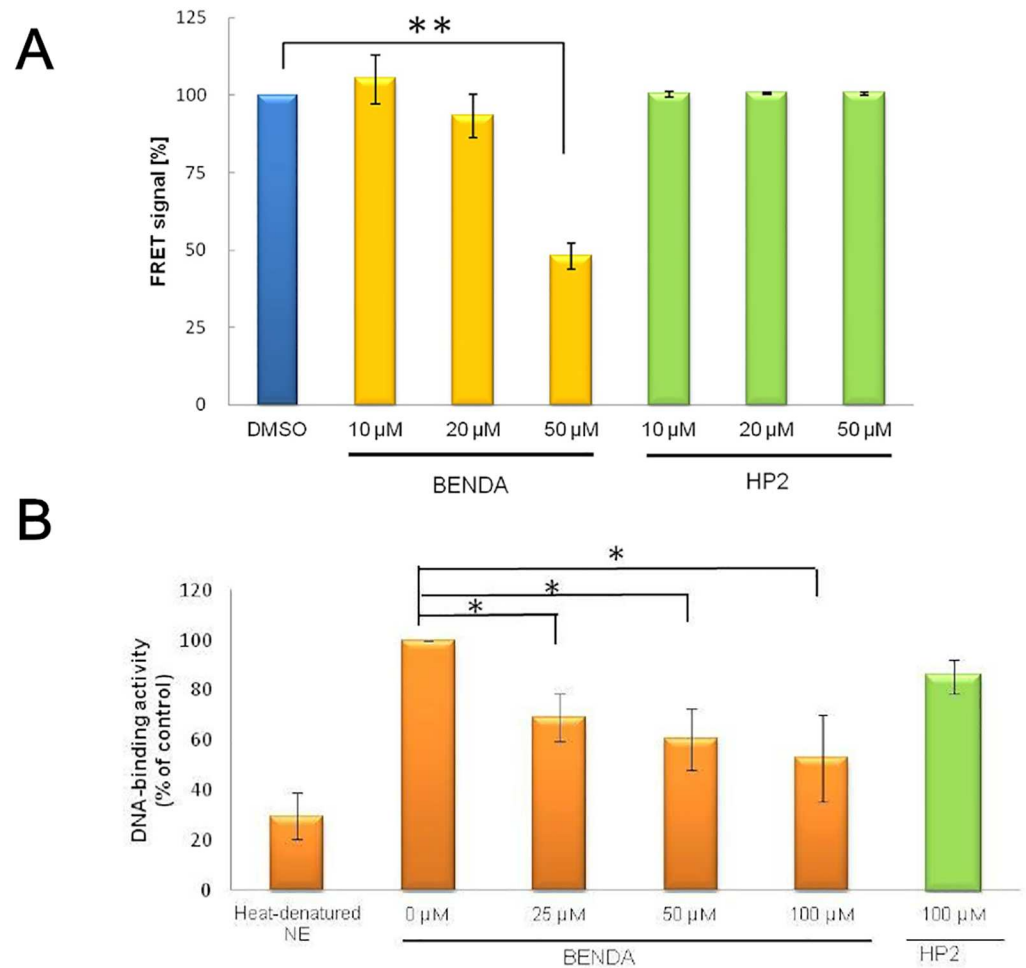 A
125
**
100
75
50
25
0
FRET signal [%]
DMSO 10 µM 20 µM 50 µM 10 µM 20 µM 50 µM
BENDA HP2
B
*
*
*
120
100
80
60
40
20
0
DNA-binding activity
(% of control)
Heat-denatured 0 µM 25 µM 50 µM 100 µM 100 µM
NE
BENDA HP2